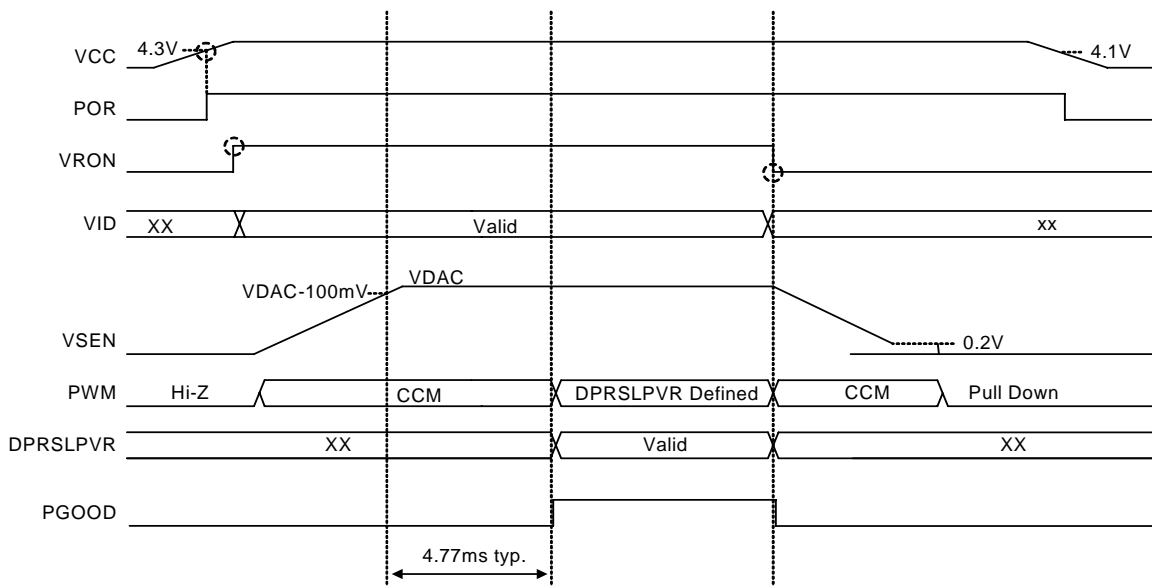 VCC 4.3V 4.1V
POR
VRON
VID XX Valid xx
VDAC-100mV VDAC
VSEN 0.2V
PWM Hi-Z CCM DPRSLPVR Defined CCM Pull Down
DPRSLPVR XX Valid XX
PGOOD
4.77ms typ.